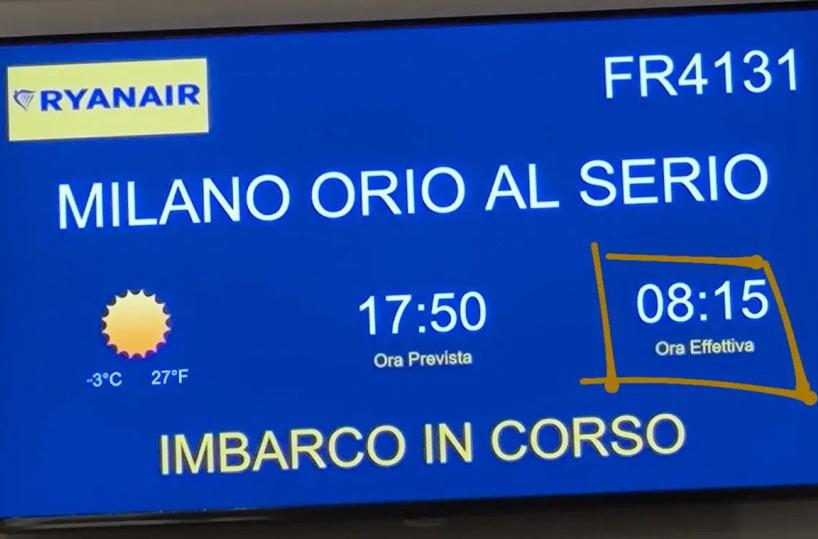 RYANAIR FR4131
MILANO ORIO AL SERIO
17:50 08:15
Ora Prevista Ora Effettiva
-3°C 27°F
IMBARCO IN CORSO